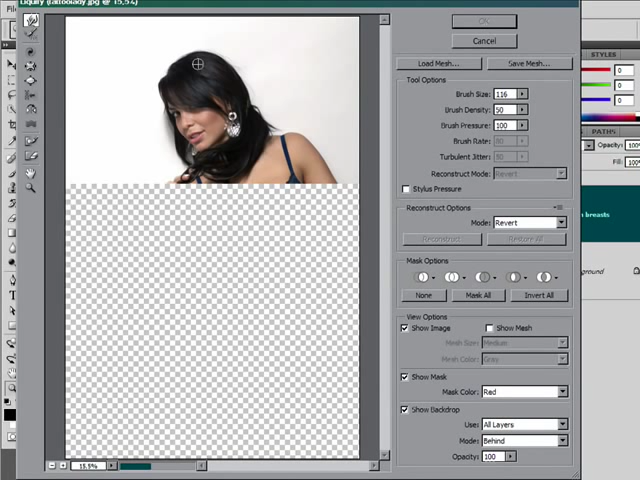 Liquify (tattoolady.jpg @ 15,5%)
OK
Cancel
Load Mesh...
Save Mesh...
Tool Options
Brush Size: 116
Brush Density: 50
Brush Pressure: 100
Brush Rate: 80
Turbulent Jitter: 50
Reconstruct Mode: Revert
Stylus Pressure
Reconstruct Options
Mode: Revert
Reconstruct
Restore All
Mask Options
None
Mask All
Invert All
View Options
Show Image
Show Mesh
Mesh Size: Medium
Mesh Color: Gray
Show Mask
Mask Color: Red
Show Backdrop
Use: All Layers
Mode: Behind
Opacity: 100
15.5%
STYLES
0
0
0
PATHS
Opacity: 100%
Fill: 100%
breasts